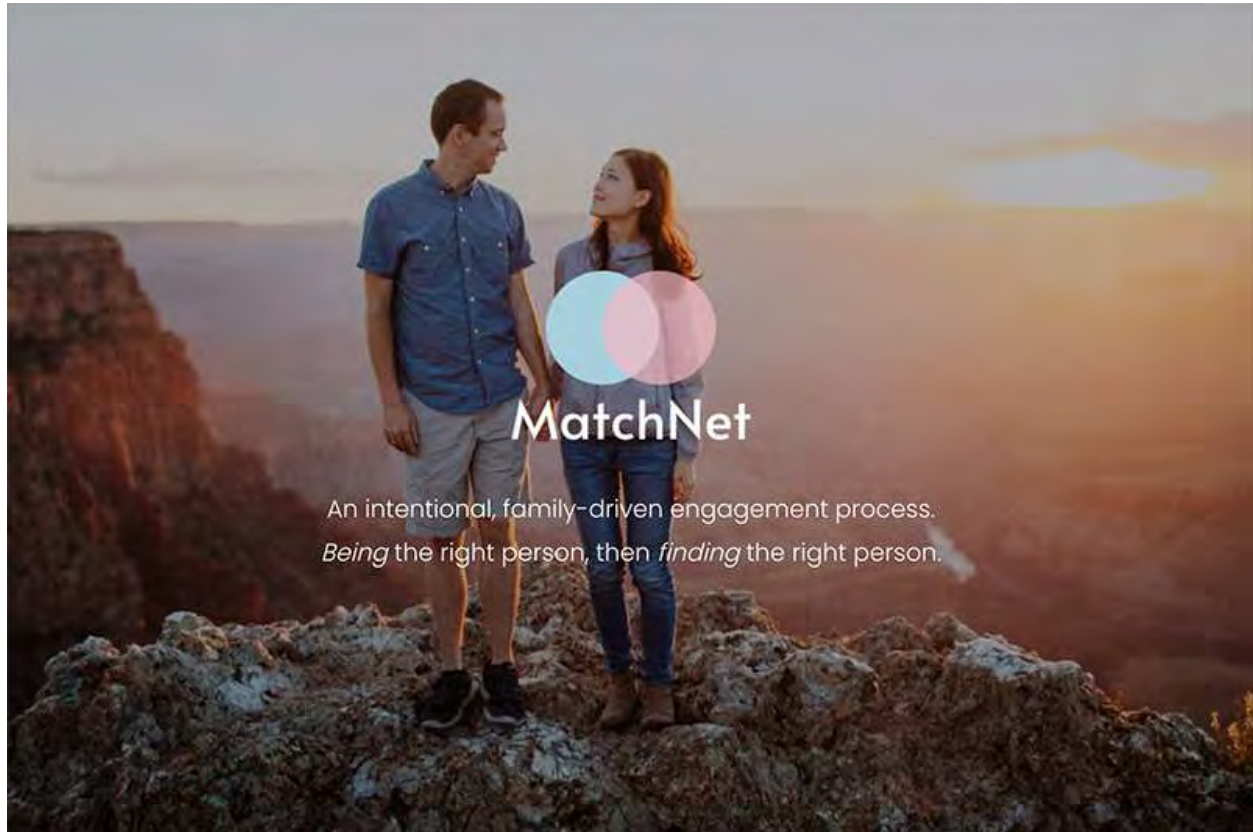 MatchNet
An intentional, family-driven engagement process.
Being the right person, then finding the right person.